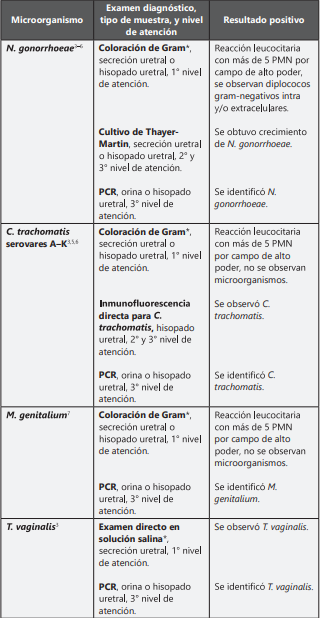 Microorganismo
Examen diagnóstico,
tipo de muestra, y nivel
de atención
Resultado positivo
N. gonorrhoeae³⁻⁶
Coloración de Gram*,
secreción uretral o
hisopado uretral, 1° nivel
de atención.
Reacción leucocitaria
con más de 5 PMN por
campo de alto poder,
se observan diplococos
gram-negativos intra
y/o extracelulares.
Cultivo de Thayer-
Martin, secreción uretral
o hisopado uretral, 2° y
3° nivel de atención.
Se obtuvo crecimiento
de N. gonorrhoeae.
PCR, orina o hisopado
uretral, 3° nivel de
atención.
Se identificó N.
gonorrhoeae.
C. trachomatis
serovares A–K³,⁵,⁶
Coloración de Gram*,
secreción uretral o
hisopado uretral, 1° nivel
de atención.
Reacción leucocitaria
con más de 5 PMN
por campo de alto
poder, no se observan
microorganismos.
Inmunofluorescencia
directa para C.
trachomatis, hisopado
uretral, 2° y 3° nivel de
atención.
Se observó C.
trachomatis.
PCR, orina o hisopado
uretral, 3° nivel de
atención.
Se identificó C.
trachomatis.
M. genitalium⁷
Coloración de Gram*,
secreción uretral o
hisopado uretral, 1° nivel
de atención.
Reacción leucocitaria
con más de 5 PMN
por campo de alto
poder, no se observan
microorganismos.
PCR, orina o hisopado
uretral, 3° nivel de
atención.
Se identificó M.
genitalium.
T. vaginalis³
Examen directo en
solución salina*,
secreción uretral, 1° nivel
de atención.
Se observó T. vaginalis.
PCR, orina o hisopado
uretral, 3° nivel de
atención.
Se identificó T. vaginalis.